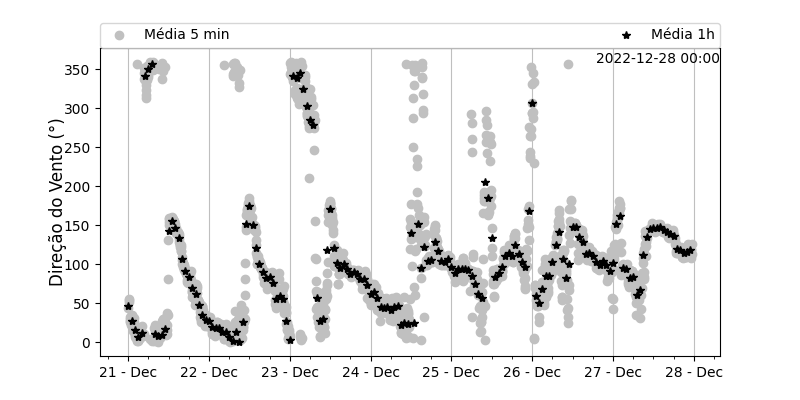 Média 5 min
Média 1h
2022-12-28 00:00
Direção do Vento (°)
350
300
250
200
150
100
50
0
21 - Dec
22 - Dec
23 - Dec
24 - Dec
25 - Dec
26 - Dec
27 - Dec
28 - Dec